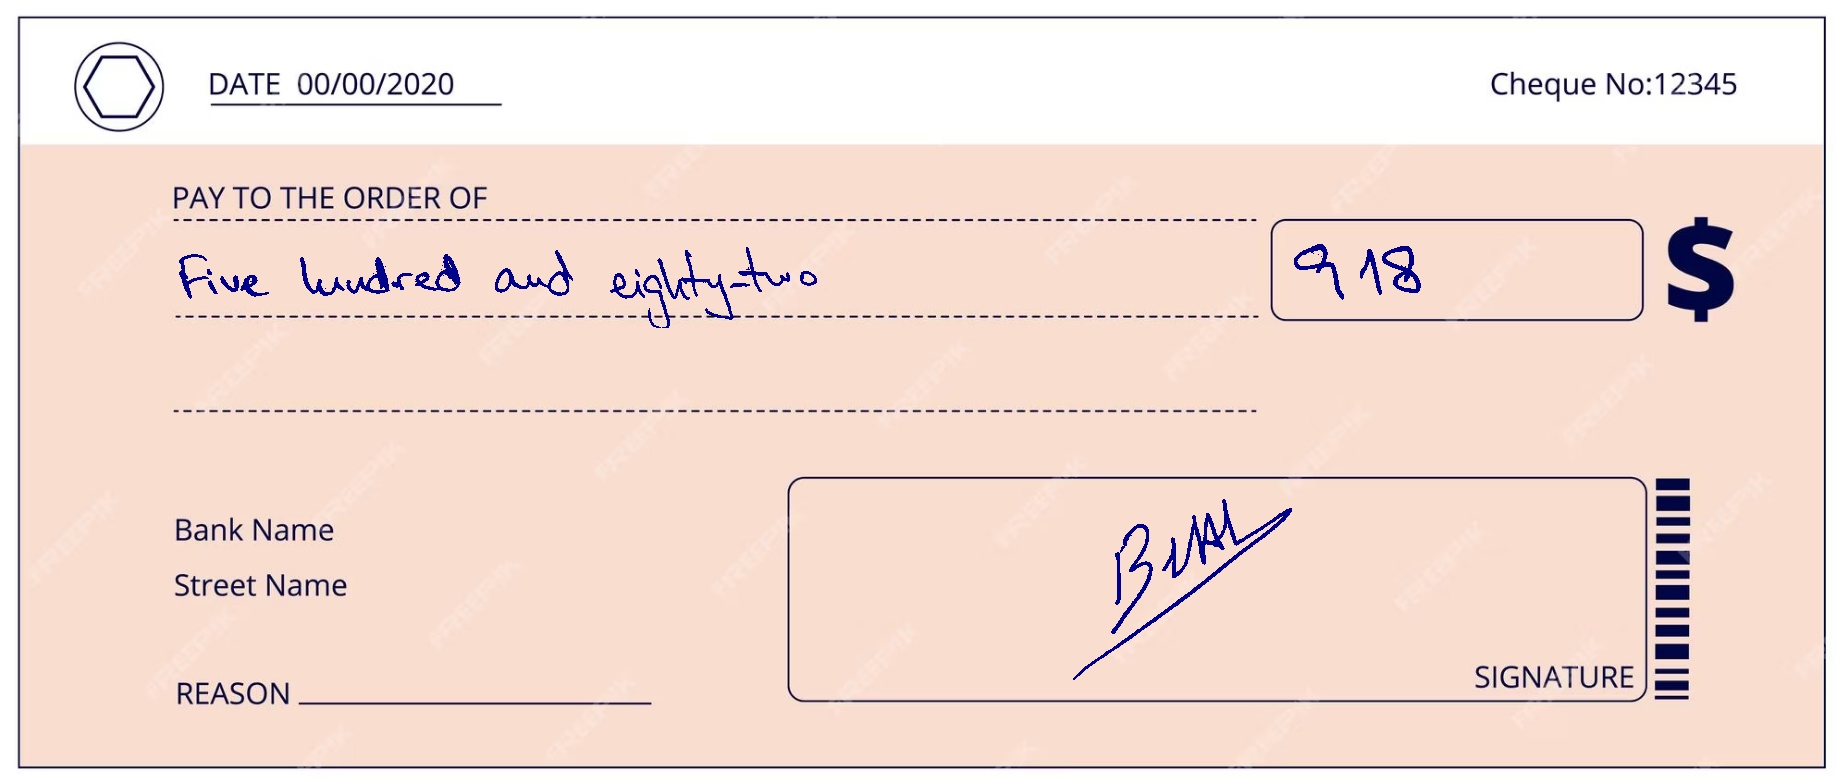 DATE 00/00/2020
Cheque No:12345
PAY TO THE ORDER OF
Five hundred and eighty-two
918
$
Bank Name
Street Name
REASON
SIGNATURE